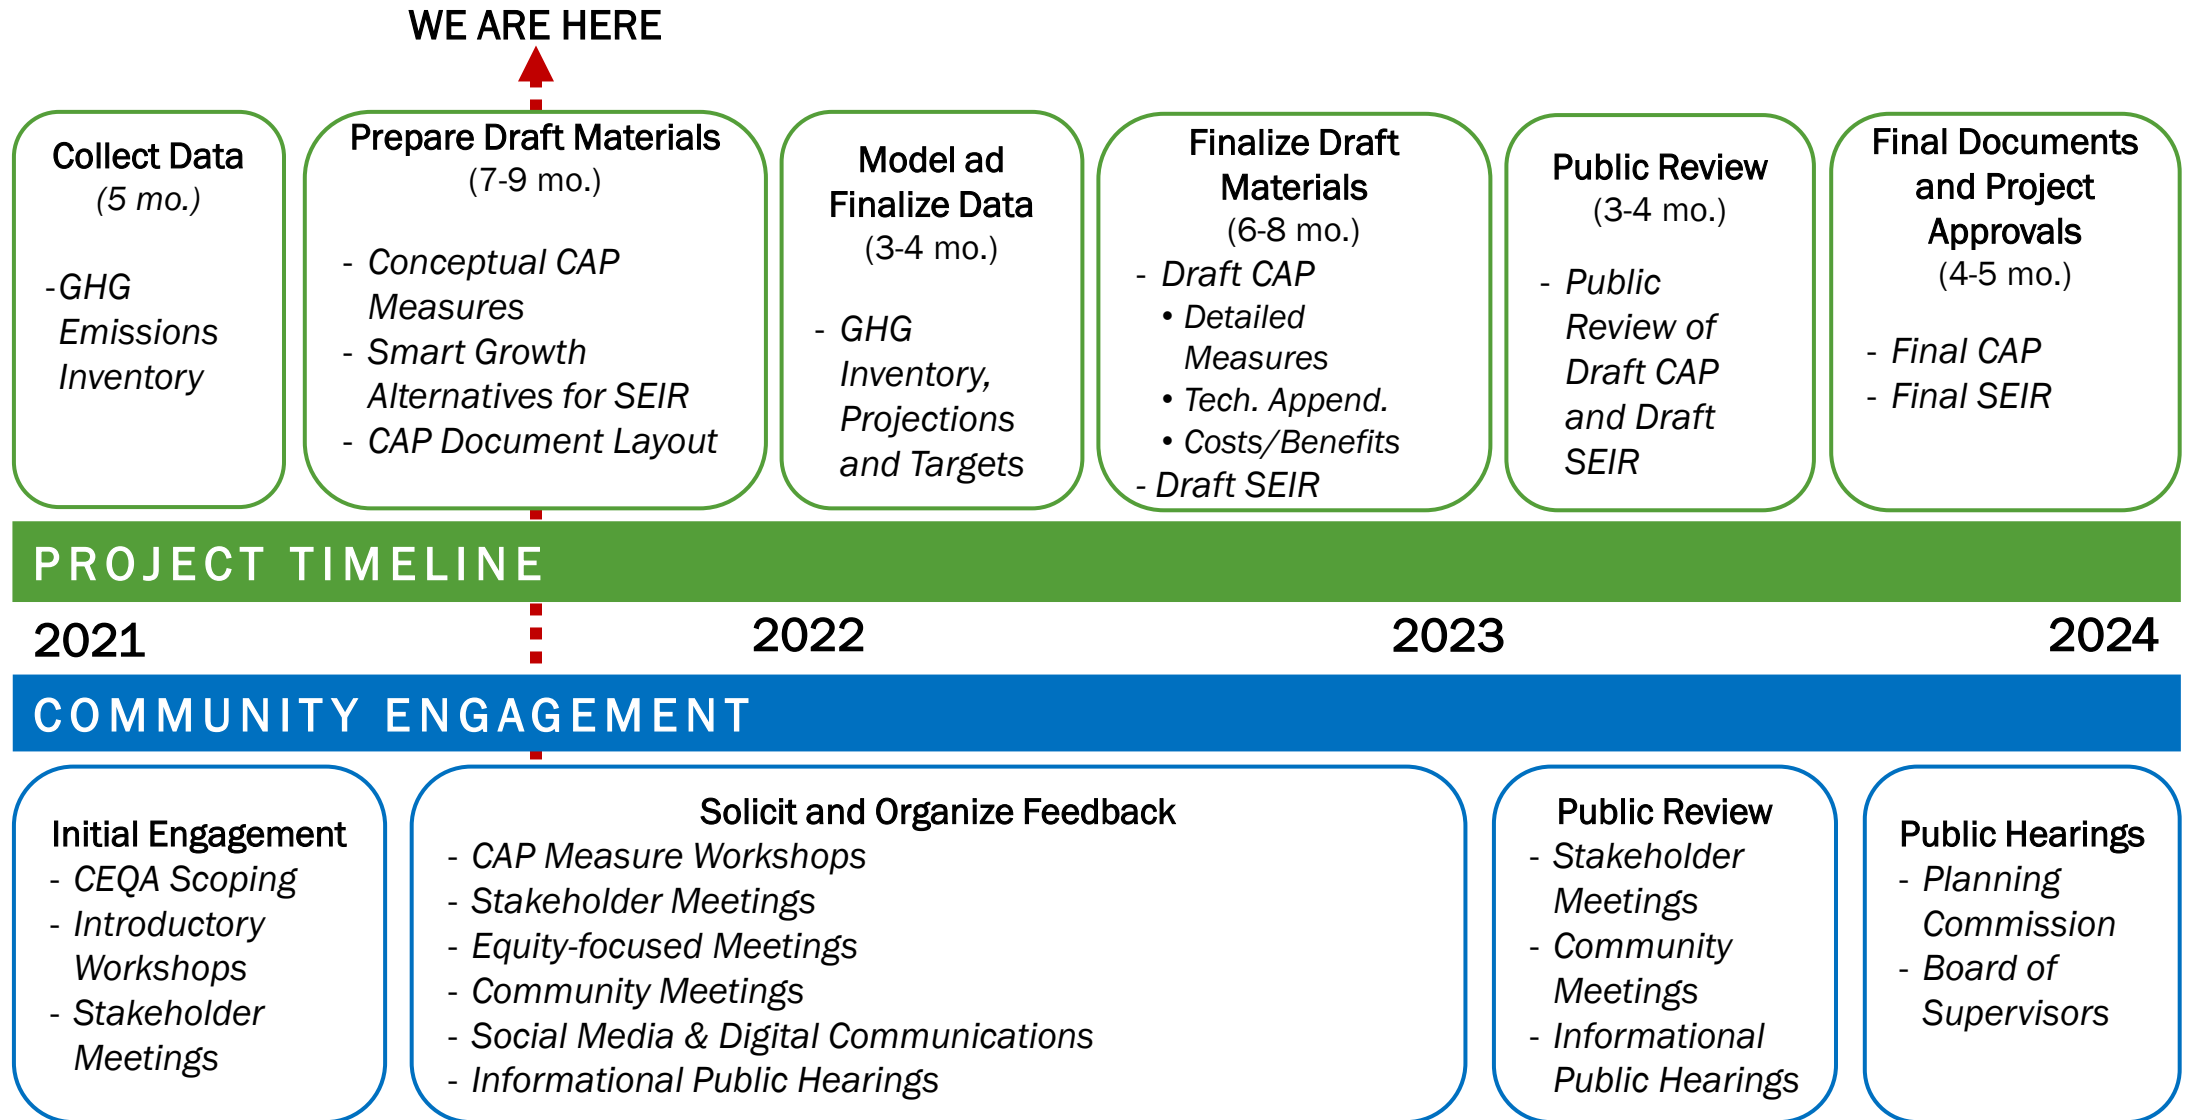 WE ARE HERE
Collect Data
(5 mo.)
-GHG
Emissions
Inventory
Prepare Draft Materials
(7-9 mo.)
- Conceptual CAP
Measures
- Smart Growth
Alternatives for SEIR
- CAP Document Layout
Model ad
Finalize Data
(3-4 mo.)
- GHG
Inventory,
Projections
and Targets
Finalize Draft
Materials
(6-8 mo.)
- Draft CAP
• Detailed
Measures
• Tech. Append.
• Costs/Benefits
- Draft SEIR
Public Review
(3-4 mo.)
- Public
Review of
Draft CAP
and Draft
SEIR
Final Documents
and Project
Approvals
(4-5 mo.)
- Final CAP
- Final SEIR
PROJECT TIMELINE
2021
2022
2023
2024
COMMUNITY ENGAGEMENT
Initial Engagement
- CEQA Scoping
- Introductory
Workshops
- Stakeholder
Meetings
Solicit and Organize Feedback
- CAP Measure Workshops
- Stakeholder Meetings
- Equity-focused Meetings
- Community Meetings
- Social Media & Digital Communications
- Informational Public Hearings
Public Review
- Stakeholder
Meetings
- Community
Meetings
- Informational
Public Hearings
Public Hearings
- Planning
Commission
- Board of
Supervisors